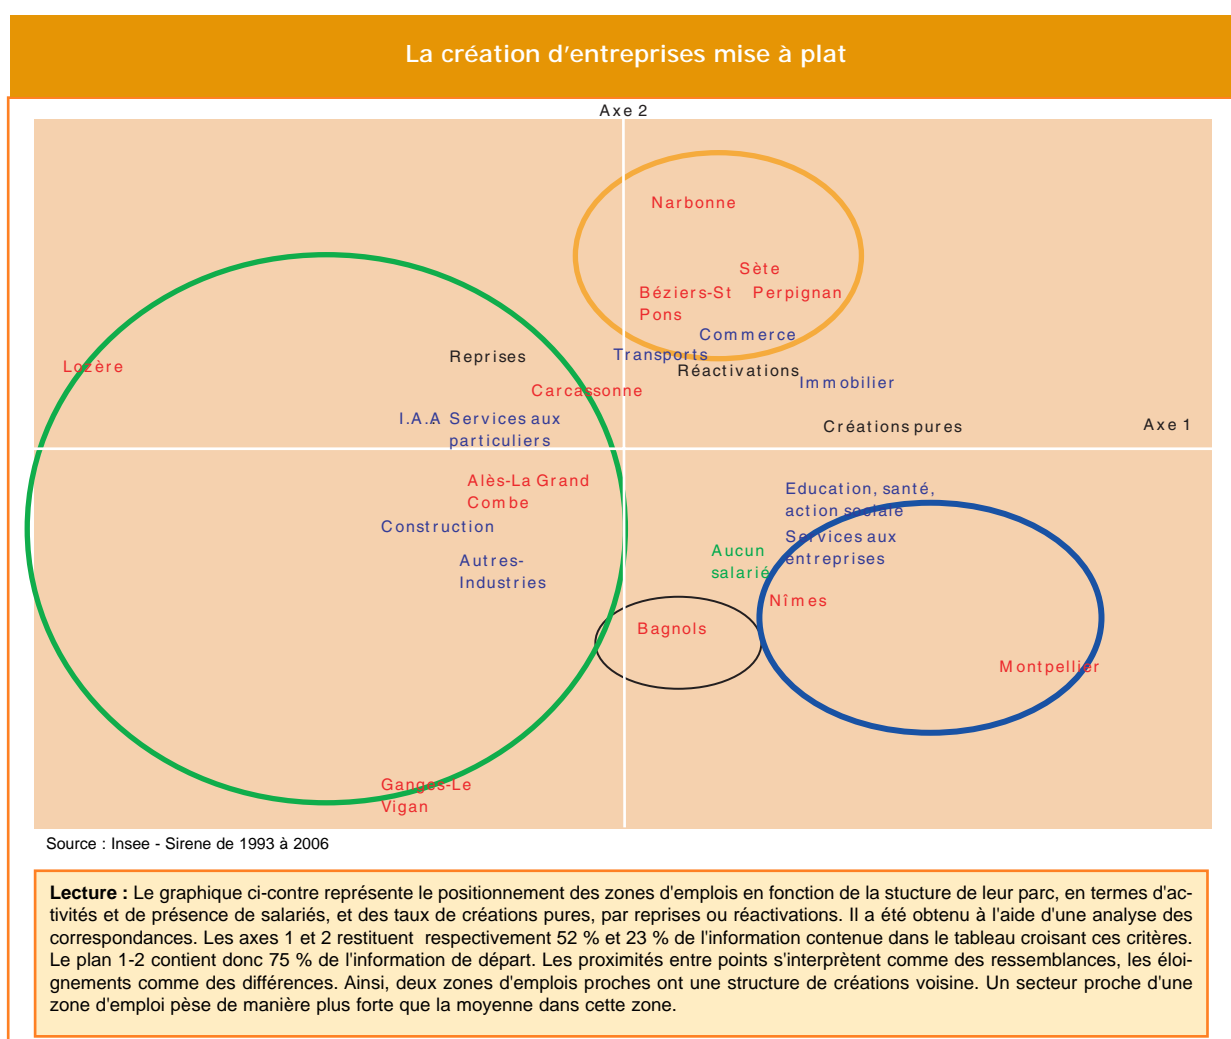 La création d'entreprises mise à plat
Axe 2
Narbonne
Sète
Béziers-St Perpignan
Pons
Commerce
Reprises
Transports
Lozère
Réactivations
Immobilier
Carcassonne
I.A.A Services aux
particuliers
Créations pures
Axe 1
Alès-La Grand
Combe
Education, santé,
action sociale
Construction
Services aux
entreprises
Aucun
salarié
Autres-
Industries
Nîmes
Bagnols
Montpellier
Ganges-Le
Vigan
Source : Insee - Sirene de 1993 à 2006
Lecture : Le graphique ci-contre représente le positionnement des zones d'emplois en fonction de la stucture de leur parc, en termes d'ac-
tivités et de présence de salariés, et des taux de créations pures, par reprises ou réactivations. Il a été obtenu à l'aide d'une analyse des
correspondances. Les axes 1 et 2 restituent respectivement 52 % et 23 % de l'information contenue dans le tableau croisant ces critères.
Le plan 1-2 contient donc 75 % de l'information de départ. Les proximités entre points s'interprètent comme des ressemblances, les éloi-
gnements comme des différences. Ainsi, deux zones d'emplois proches ont une structure de créations voisine. Un secteur proche d'une
zone d'emploi pèse de manière plus forte que la moyenne dans cette zone.